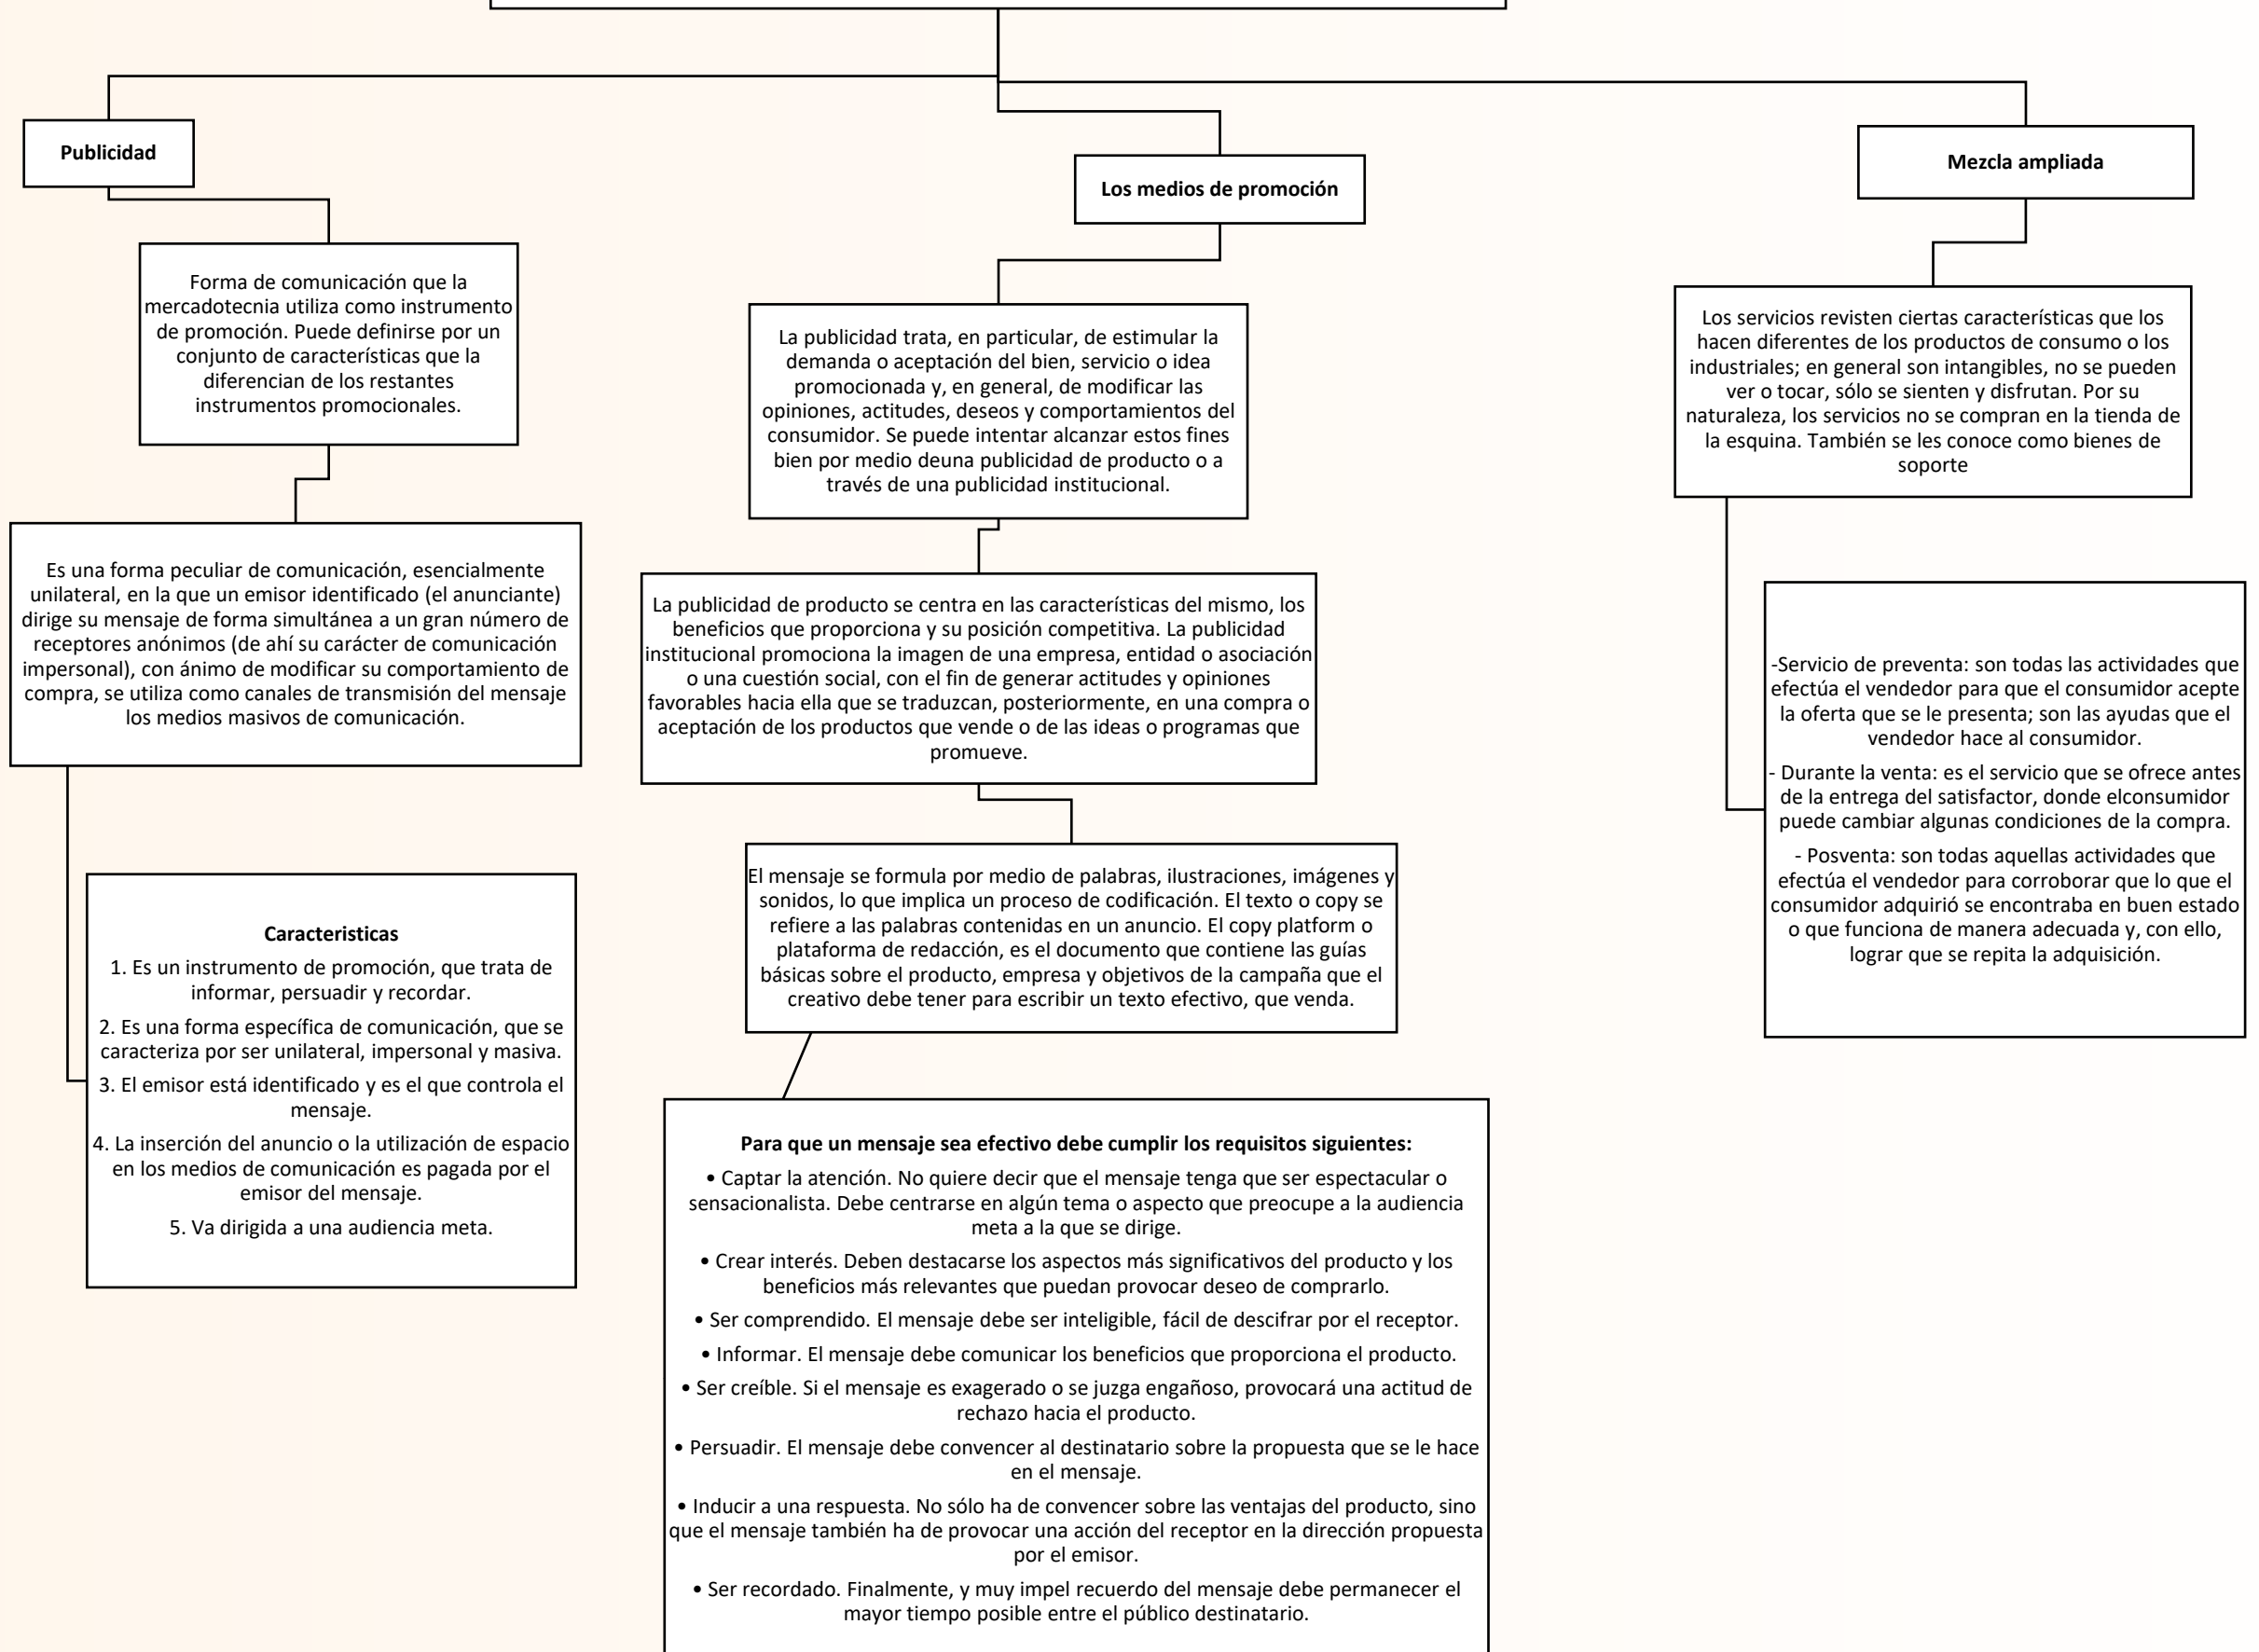 Publicidad
Forma de comunicación que la
mercadotecnia utiliza como instrumento
de promoción. Puede definirse por un
conjunto de características que la
diferencian de los restantes
instrumentos promocionales.
Es una forma peculiar de comunicación, esencialmente
unilateral, en la que un emisor identificado (el anunciante)
dirige su mensaje de forma simultánea a un gran número de
receptores anónimos (de ahí su carácter de comunicación
impersonal), con ánimo de modificar su comportamiento de
compra, se utiliza como canales de transmisión del mensaje
los medios masivos de comunicación.
Caracteristicas
1. Es un instrumento de promoción, que trata de
informar, persuadir y recordar.
2. Es una forma específica de comunicación, que se
caracteriza por ser unilateral, impersonal y masiva.
3. El emisor está identificado y es el que controla el
mensaje.
4. La inserción del anuncio o la utilización de espacio
en los medios de comunicación es pagada por el
emisor del mensaje.
5. Va dirigida a una audiencia meta.
Los medios de promoción
La publicidad trata, en particular, de estimular la
demanda o aceptación del bien, servicio o idea
promocionada y, en general, de modificar las
opiniones, actitudes, deseos y comportamientos del
consumidor. Se puede intentar alcanzar estos fines
bien por medio deuna publicidad de producto o a
través de una publicidad institucional.
La publicidad de producto se centra en las características del mismo, los
beneficios que proporciona y su posición competitiva. La publicidad
institucional promociona la imagen de una empresa, entidad o asociación
o una cuestión social, con el fin de generar actitudes y opiniones
favorables hacia ella que se traduzcan, posteriormente, en una compra o
aceptación de los productos que vende o de las ideas o programas que
promueve.
El mensaje se formula por medio de palabras, ilustraciones, imágenes y
sonidos, lo que implica un proceso de codificación. El texto o copy se
refiere a las palabras contenidas en un anuncio. El copy platform o
plataforma de redacción, es el documento que contiene las guías
básicas sobre el producto, empresa y objetivos de la campaña que el
creativo debe tener para escribir un texto efectivo, que venda.
Para que un mensaje sea efectivo debe cumplir los requisitos siguientes:
• Captar la atención. No quiere decir que el mensaje tenga que ser espectacular o
sensacionalista. Debe centrarse en algún tema o aspecto que preocupe a la audiencia
meta a la que se dirige.
• Crear interés. Deben destacarse los aspectos más significativos del producto y los
beneficios más relevantes que puedan provocar deseo de comprarlo.
• Ser comprendido. El mensaje debe ser inteligible, fácil de descifrar por el receptor.
• Informar. El mensaje debe comunicar los beneficios que proporciona el producto.
• Ser creíble. Si el mensaje es exagerado o se juzga engañoso, provocará una actitud de
rechazo hacia el producto.
• Persuadir. El mensaje debe convencer al destinatario sobre la propuesta que se le hace
en el mensaje.
• Inducir a una respuesta. No sólo ha de convencer sobre las ventajas del producto, sino
que el mensaje también ha de provocar una acción del receptor en la dirección propuesta
por el emisor.
• Ser recordado. Finalmente, y muy impel recuerdo del mensaje debe permanecer el
mayor tiempo posible entre el público destinatario.
Mezcla ampliada
Los servicios revisten ciertas características que los
hacen diferentes de los productos de consumo o los
industriales; en general son intangibles, no se pueden
ver o tocar, sólo se sienten y disfrutan. Por su
naturaleza, los servicios no se compran en la tienda de
la esquina. También se les conoce como bienes de
soporte
-Servicio de preventa: son todas las actividades que
efectúa el vendedor para que el consumidor acepte
la oferta que se le presenta; son las ayudas que el
vendedor hace al consumidor.
- Durante la venta: es el servicio que se ofrece antes
de la entrega del satisfactor, donde elconsumidor
puede cambiar algunas condiciones de la compra.
- Posventa: son todas aquellas actividades que
efectúa el vendedor para corroborar que lo que el
consumidor adquirió se encontraba en buen estado
o que funciona de manera adecuada y, con ello,
lograr que se repita la adquisición.